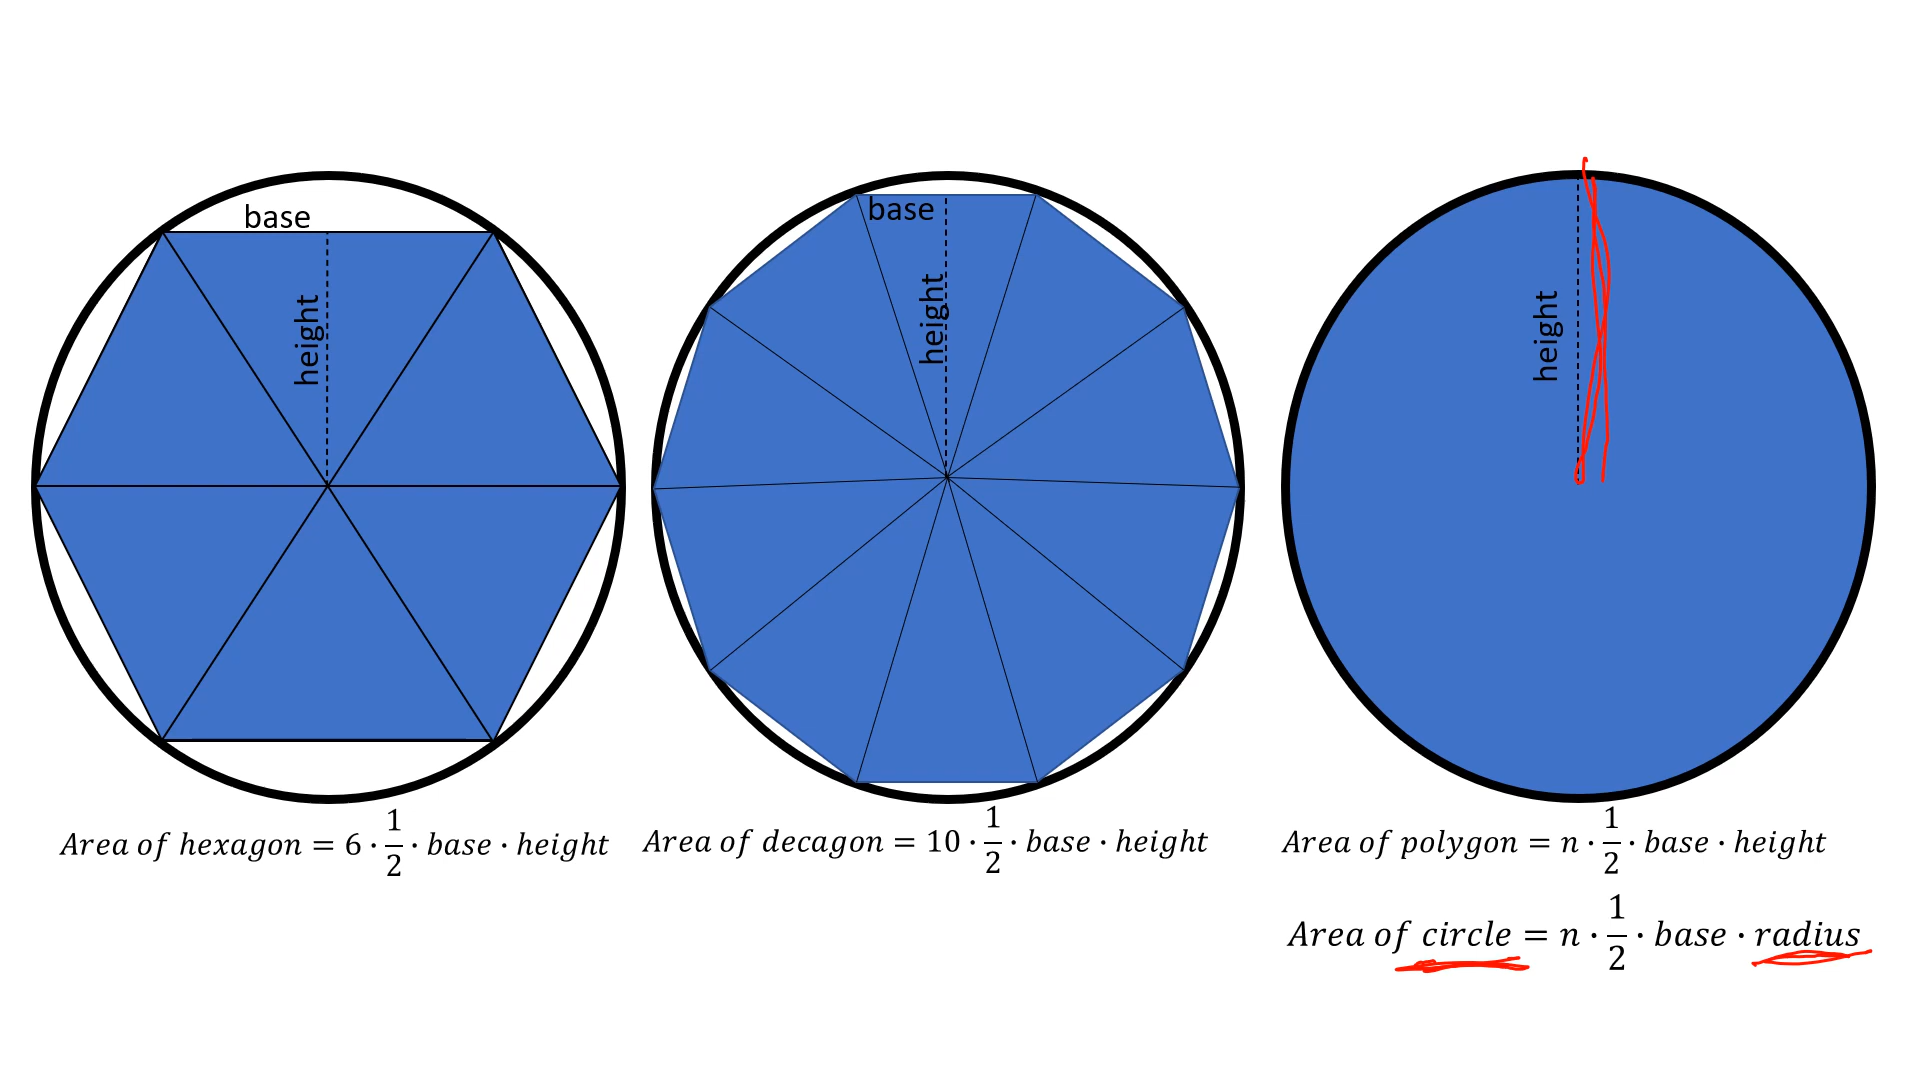 base
height
Area of hexagon = 6 · 1/2 · base · height
base
height
Area of decagon = 10 · 1/2 · base · height
height
Area of polygon = n · 1/2 · base · height
Area of circle = n · 1/2 · base · radius